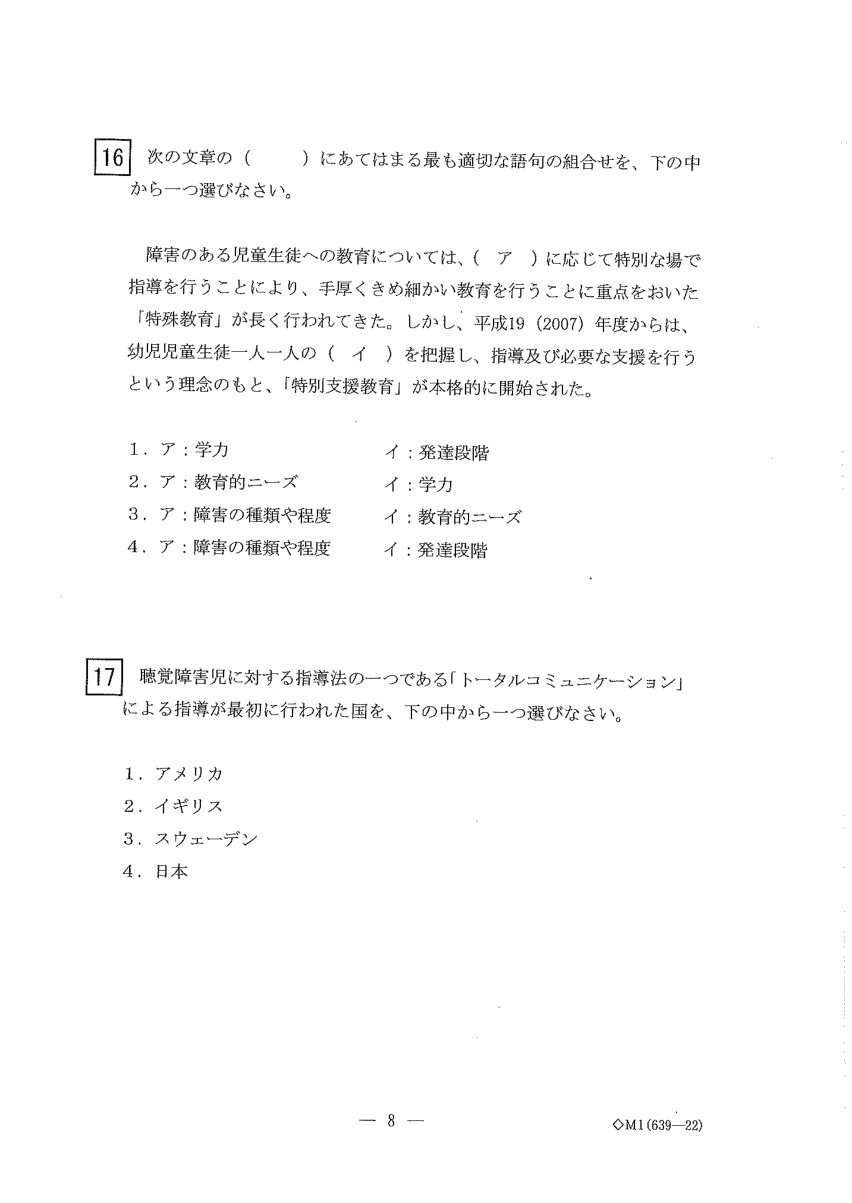 16 次の文章の（　　　）にあてはまる最も適切な語句の組合せを、下の中
から一つ選びなさい。
障害のある児童生徒への教育については、（　ア　）に応じて特別な場で
指導を行うことにより、手厚くきめ細かい教育を行うことに重点をおいた
「特殊教育」が長く行われてきた。しかし、平成19（2007）年度からは、
幼児児童生徒一人一人の（　イ　）を把握し、指導及び必要な支援を行う
という理念のもと、「特別支援教育」が本格的に開始された。
1．ア：学力　　　　　　　　イ：発達段階
2．ア：教育的ニーズ　　　　イ：学力
3．ア：障害の種類や程度　　イ：教育的ニーズ
4．ア：障害の種類や程度　　イ：発達段階
17 聴覚障害児に対する指導法の一つである「トータルコミュニケーション」
による指導が最初に行われた国を、下の中から一つ選びなさい。
1．アメリカ
2．イギリス
3．スウェーデン
4．日本
― 8 ―
◇M1(639―22)